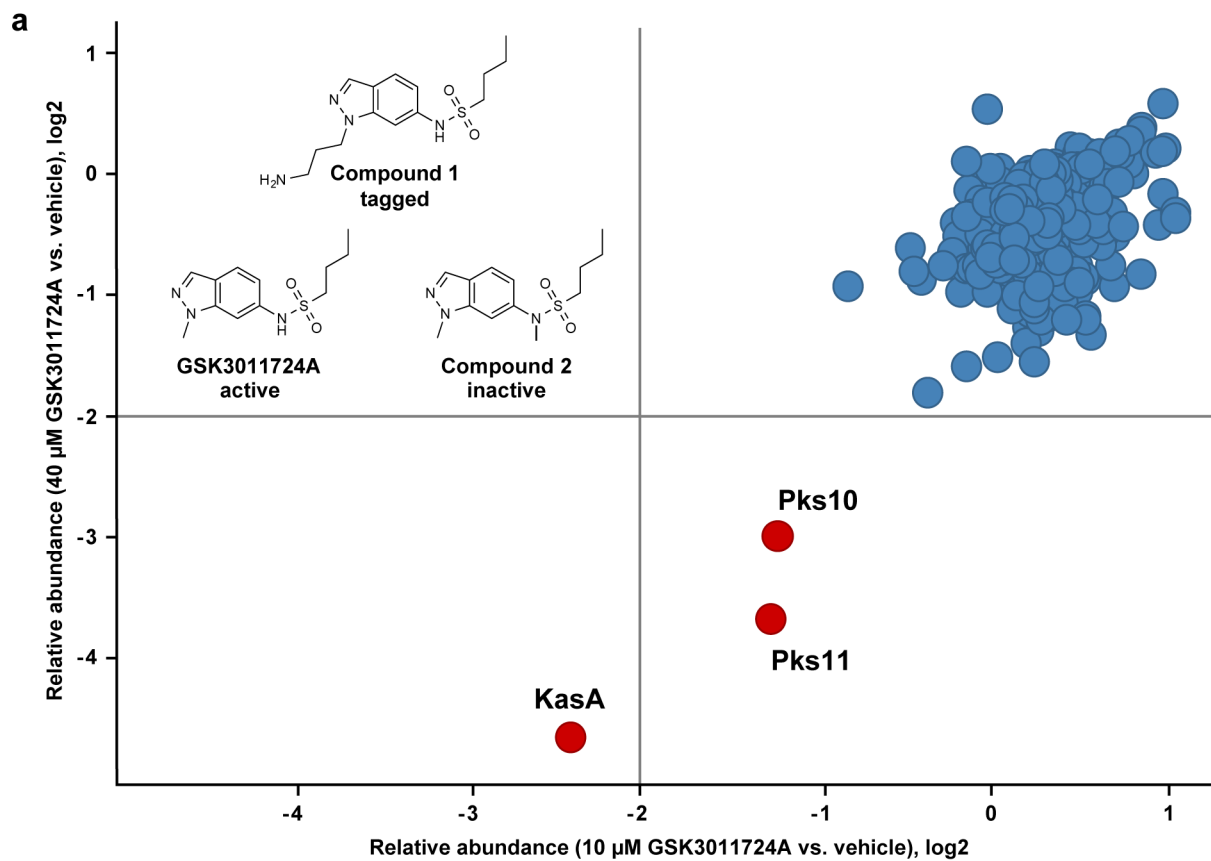 a
Relative abundance (40 µM GSK3011724A vs. vehicle), log2
1
0
-1
-2
-3
-4
N
N
N
H
S
O
O
H₂N
Compound 1
tagged
N
N
N
H
S
O
O
GSK3011724A
active
N
N
N
S
O
O
Compound 2
inactive
Pks10
Pks11
KasA
-4
-3
-2
-1
0
1
Relative abundance (10 µM GSK3011724A vs. vehicle), log2